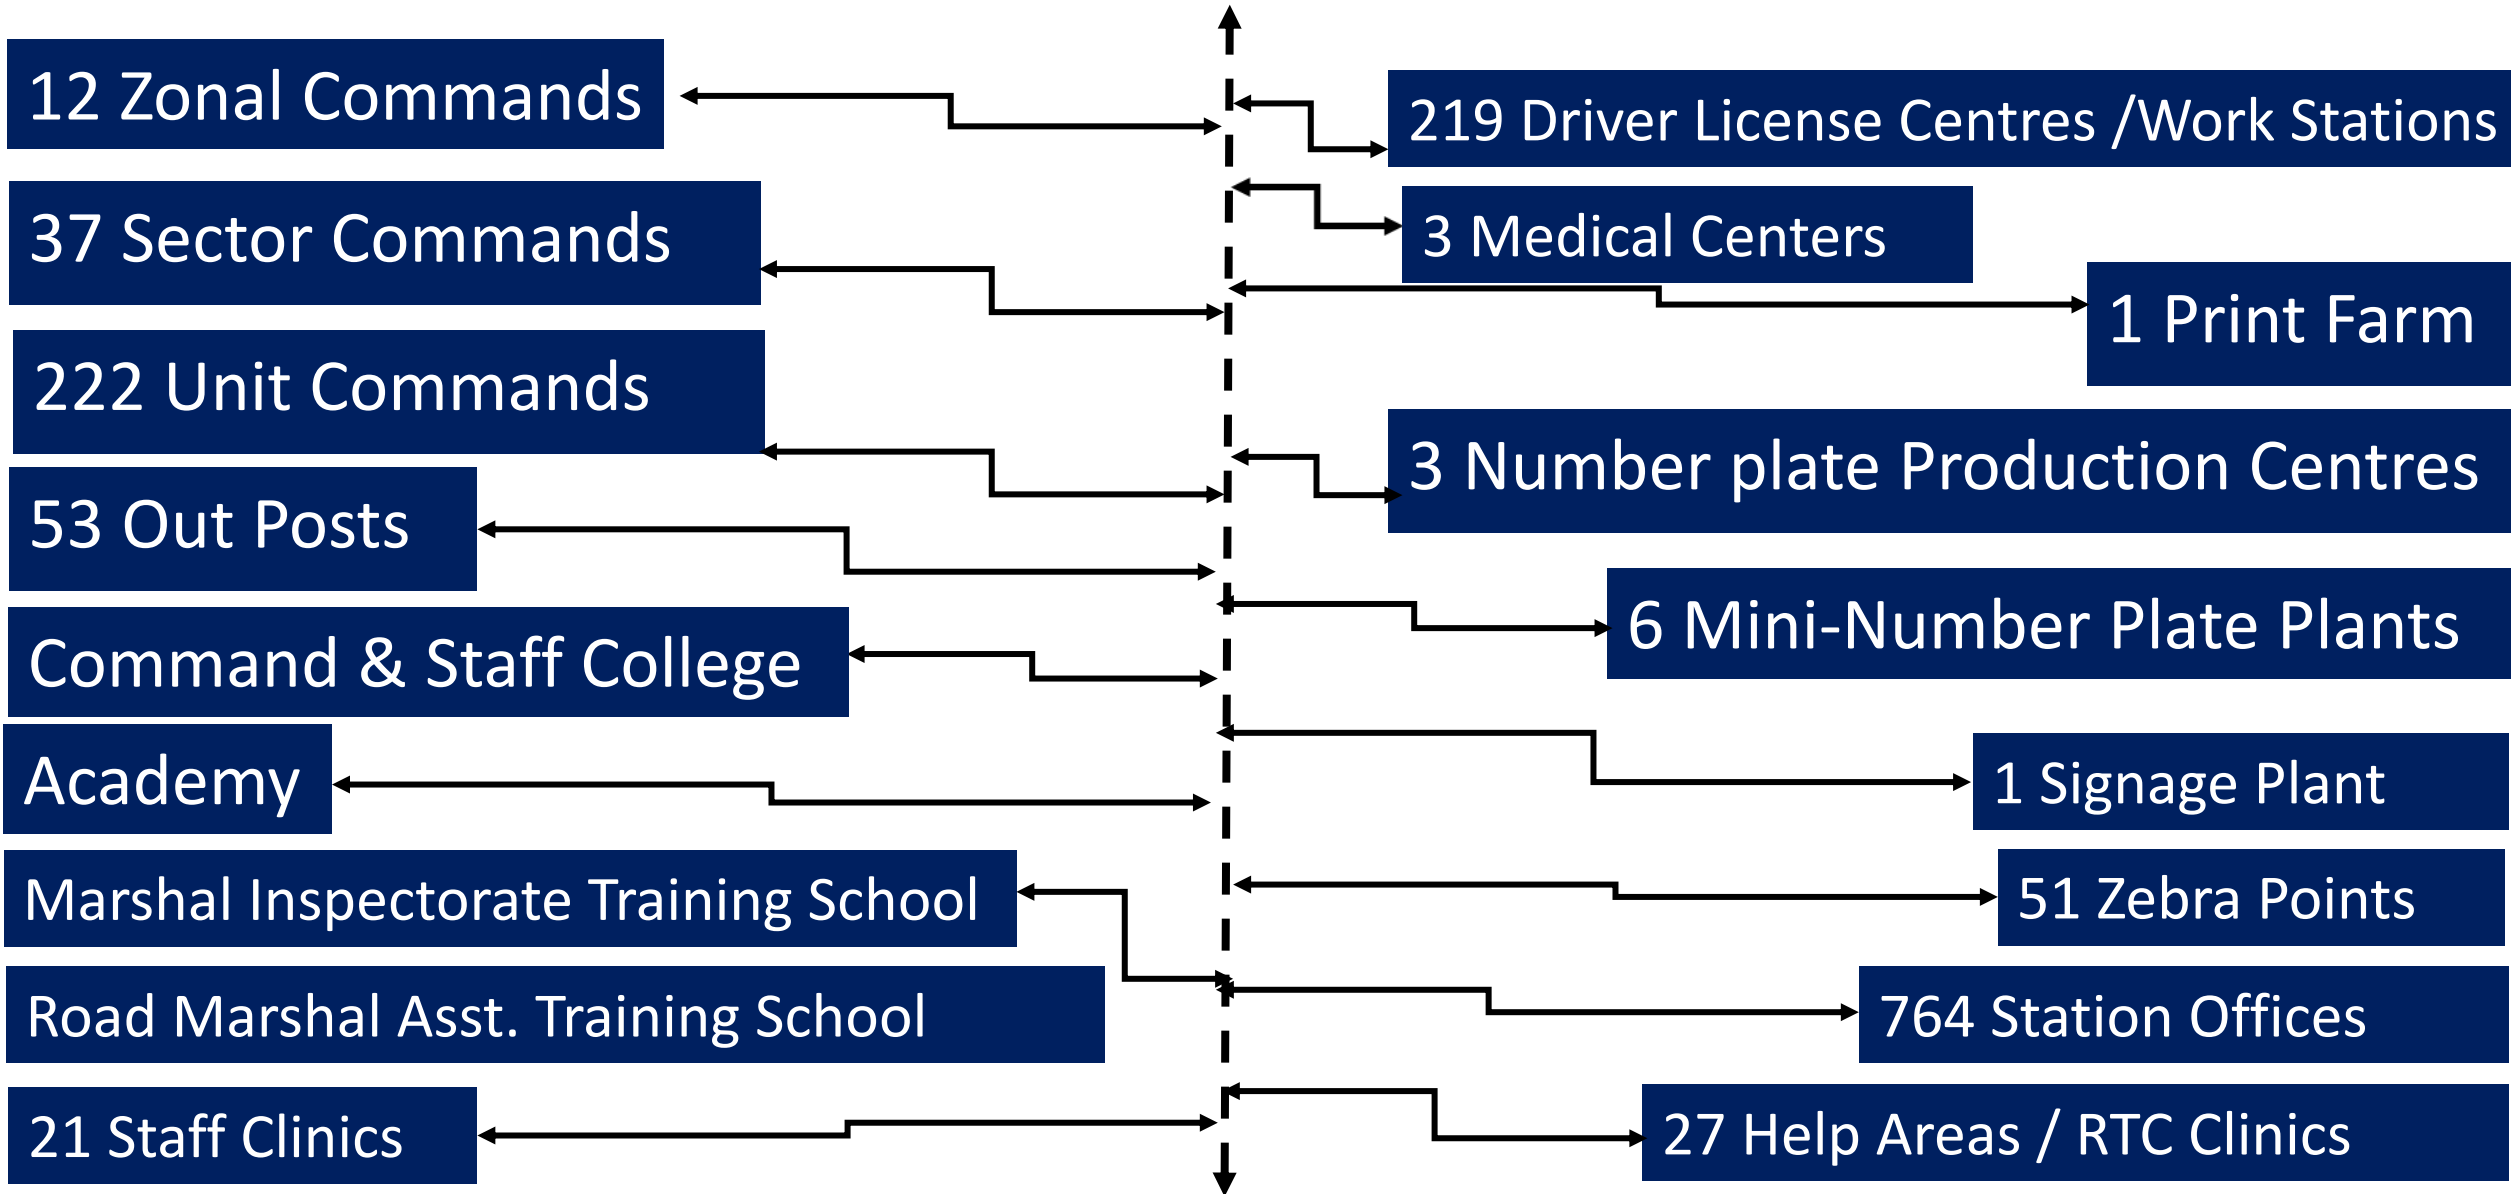 12 Zonal Commands
37 Sector Commands
222 Unit Commands
53 Out Posts
Command & Staff College
Academy
Marshal Inspectorate Training School
Road Marshal Asst. Training School
21 Staff Clinics
219 Driver License Centres /Work Stations
3 Medical Centers
1 Print Farm
3 Number plate Production Centres
6 Mini-Number Plate Plants
1 Signage Plant
51 Zebra Points
764 Station Offices
27 Help Areas / RTC Clinics